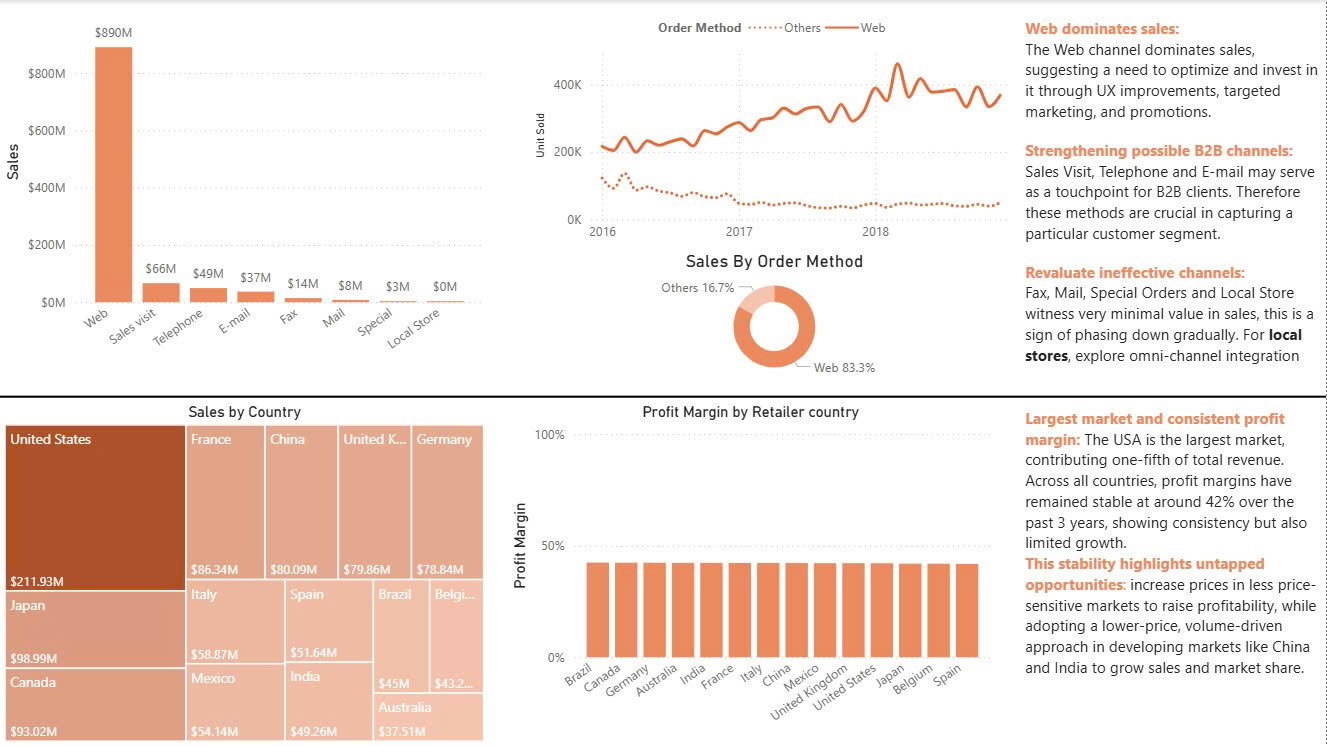 $890M
$800M
$600M
$400M
$200M
$0M
Sales
$66M
$49M
$37M
$14M
$8M
$3M
$0M
Web
Sales visit
Telephone
E-mail
Fax
Mail
Special
Local Store
Order Method Others Web
Unit Sold
400K
200K
0K
2016
2017
2018
Sales By Order Method
Others 16.7%
Web 83.3%
Web dominates sales:
The Web channel dominates sales,
suggesting a need to optimize and invest in
it through UX improvements, targeted
marketing, and promotions.
Strengthening possible B2B channels:
Sales Visit, Telephone and E-mail may serve
as a touchpoint for B2B clients. Therefore
these methods are crucial in capturing a
particular customer segment.
Revaluate ineffective channels:
Fax, Mail, Special Orders and Local Store
witness very minimal value in sales, this is a
sign of phasing down gradually. For local
stores, explore omni-channel integration
Sales by Country
United States
$211.93M
Japan
$98.99M
Canada
$93.02M
France
$86.34M
China
$80.09M
United K...
$79.86M
Germany
$78.84M
Italy
$58.87M
Mexico
$54.14M
Spain
$51.64M
India
$49.26M
Brazil
$45M
Belgi...
$43.2...
Australia
$37.51M
Profit Margin by Retailer country
Profit Margin
100%
50%
0%
Brazil
Canada
Germany
Australia
India
France
Italy
China
Mexico
United Kingdom
United States
Japan
Belgium
Spain
Largest market and consistent profit
margin: The USA is the largest market,
contributing one-fifth of total revenue.
Across all countries, profit margins have
remained stable at around 42% over the
past 3 years, showing consistency but also
limited growth.
This stability highlights untapped
opportunities: increase prices in less price-
sensitive markets to raise profitability, while
adopting a lower-price, volume-driven
approach in developing markets like China
and India to grow sales and market share.